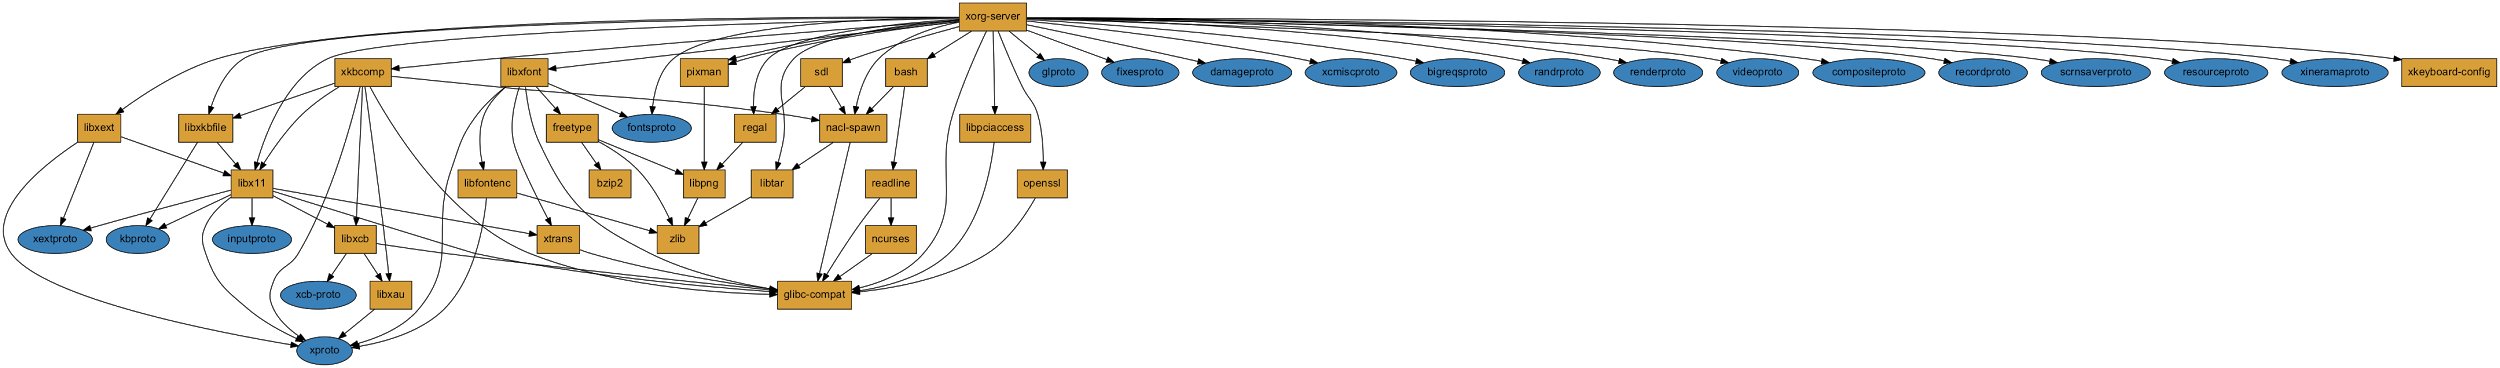 xorg-server
xkbcomp
libxfont
pixman
sdl
bash
glproto
fixesproto
damageproto
xcmiscproto
bigreqsproto
randrproto
renderproto
videoproto
compositeproto
recordproto
scrnsaverproto
resourceproto
xineramaproto
xkeyboard-config
libxext
libxkbfile
freetype
fontsproto
regal
nacl-spawn
libpciaccess
libx11
libfontenc
bzip2
libpng
libtar
readline
openssl
xextproto
kbproto
inputproto
libxcb
xtrans
zlib
ncurses
xcb-proto
libxau
glibc-compat
xproto